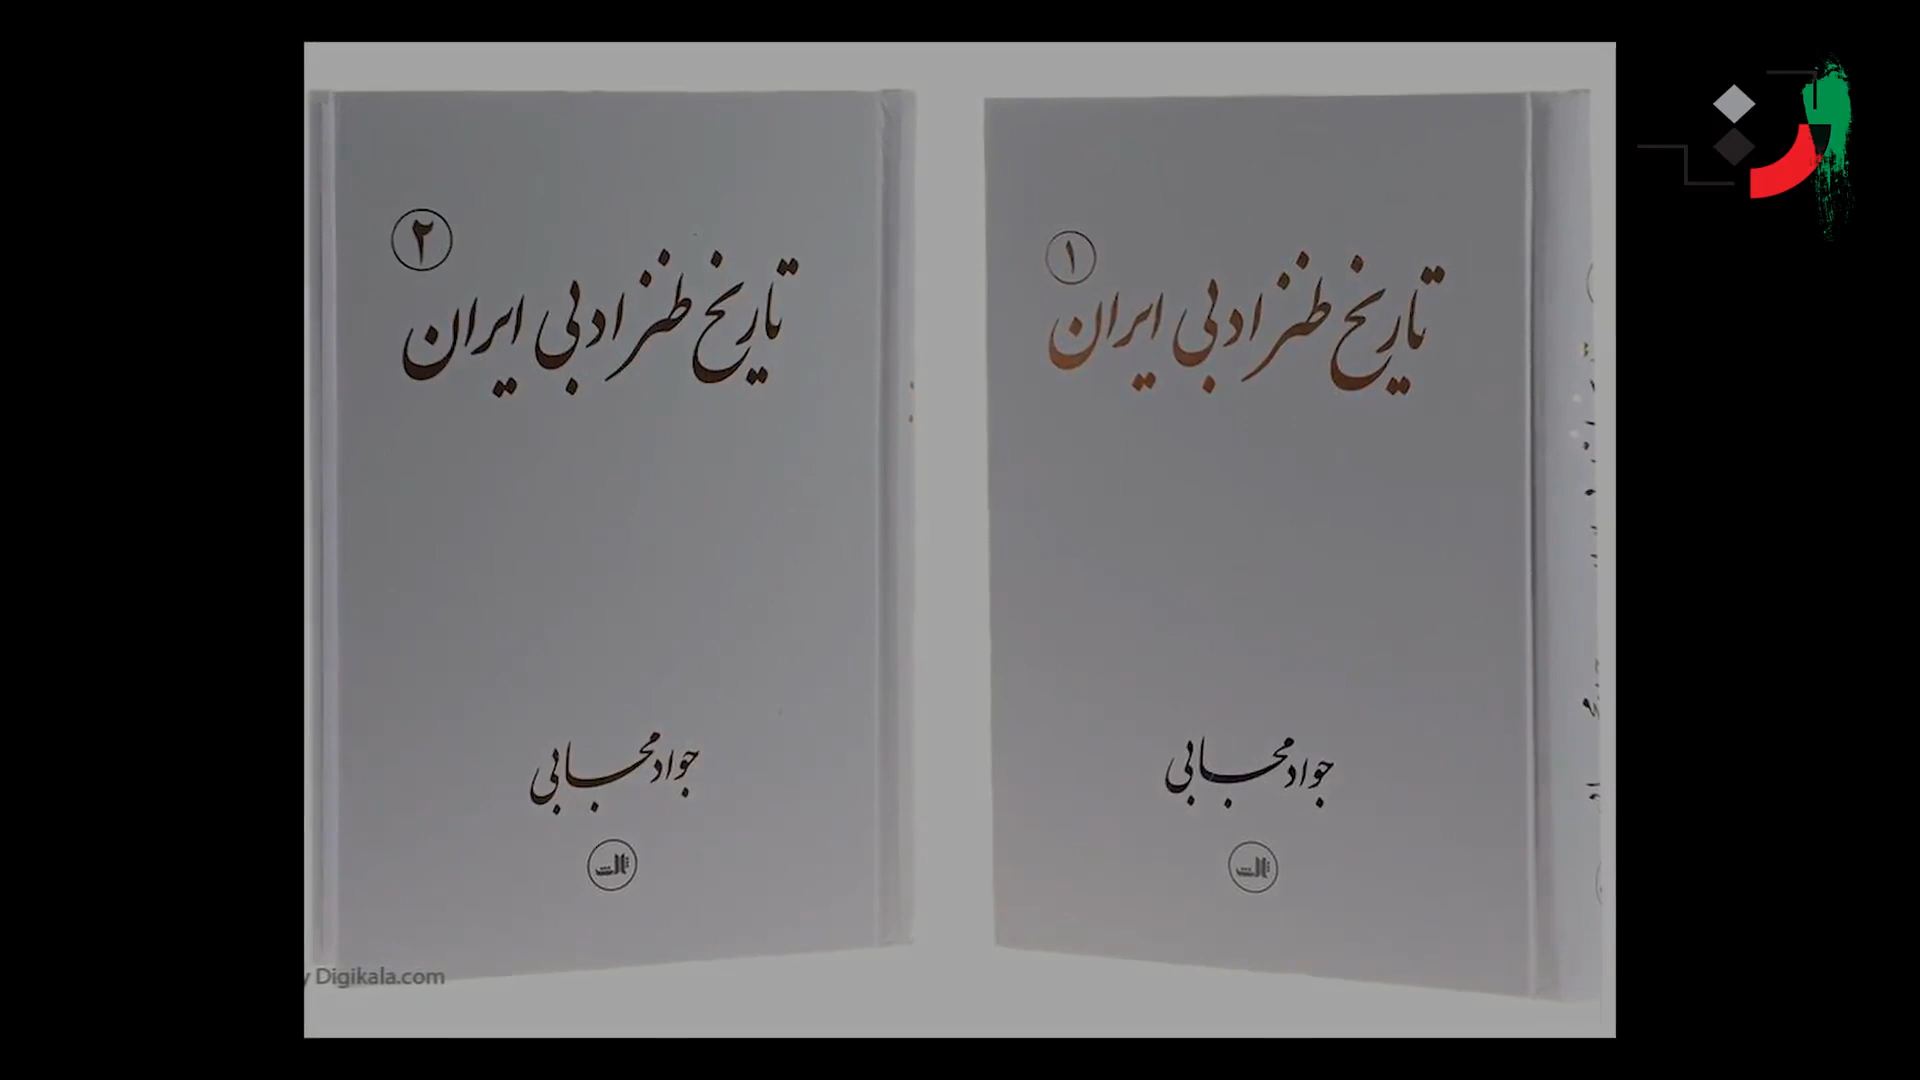 ۱
تاریخ طنز ادبی ایران
جواد مجابی
ثالث
۲
تاریخ طنز ادبی ایران
جواد مجابی
ثالث
Digikala.com